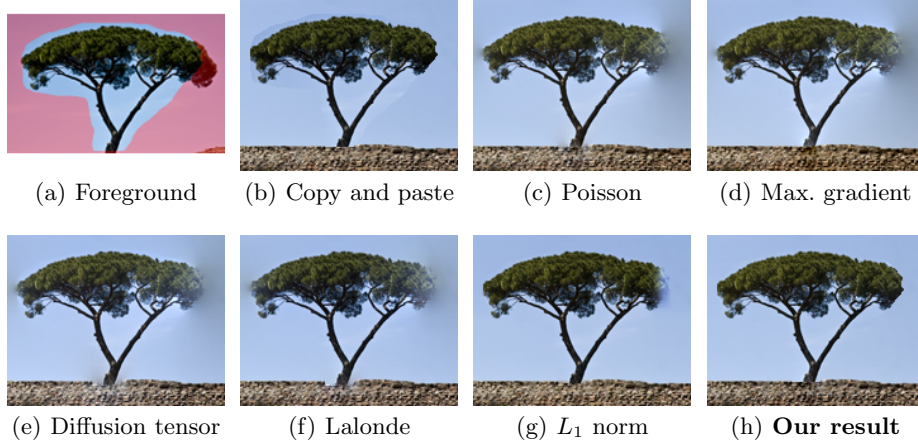 (a) Foreground
(b) Copy and paste
(c) Poisson
(d) Max. gradient
(e) Diffusion tensor
(f) Lalonde
(g) L₁ norm
(h) Our result